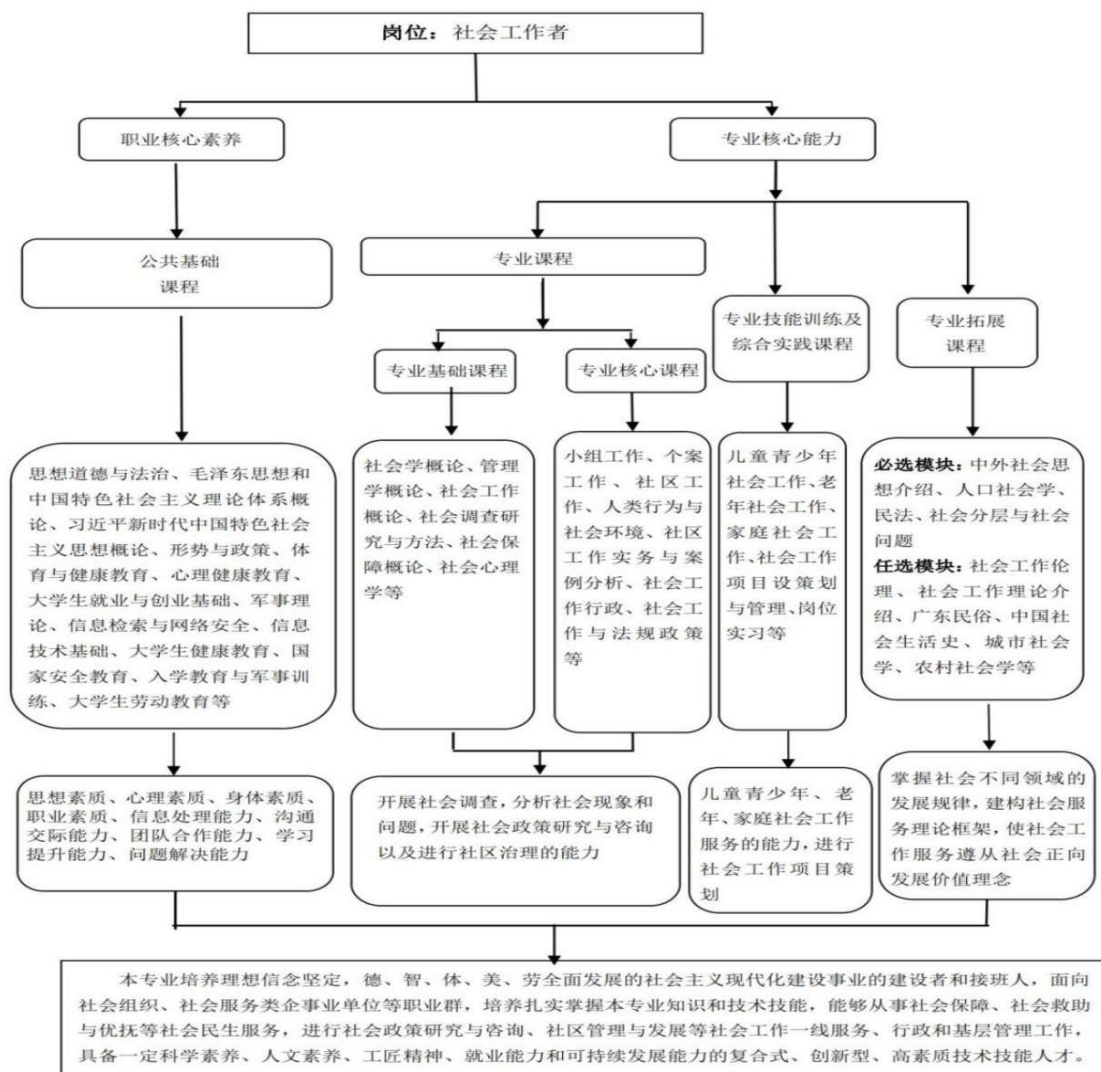 岗位：社会工作者
职业核心素养
专业核心能力
公共基础
课程
专业课程
专业技能训练及
综合实践课程
专业拓展
课程
专业基础课程
专业核心课程
思想道德与法治、毛泽东思想和
中国特色社会主义理论体系概
论、习近平新时代中国特色社会
主义思想概论、形势与政策、体
育与健康教育、心理健康教育、
大学生就业与创业基础、军事理
论、信息检索与网络安全、信息
技术基础、大学生健康教育、国
家安全教育、入学教育与军事训
练、大学生劳动教育等
社会学概论、管理
学概论、社会工作
概论、社会调查研
究与方法、社会保
障概论、社会心理
学等
小组工作、个案
工作、社区工
作、人类行为与
社会环境、社区
工作实务与案
例分析、社会工
作行政、社会工
作与法规政策
等
儿童青少年
社会工作、老
年社会工作、
家庭社会工
作、社会工作
项目设策划
与管理、岗位
实习等
必选模块：中外社会思
想介绍、人口社会学、
民法、社会分层与社会
问题
任选模块：社会工作伦
理、社会工作理论介
绍、广东民俗、中国社
会生活史、城市社会
学、农村社会学等
思想素质、心理素质、身体素质、
职业素质、信息处理能力、沟通
交际能力、团队合作能力、学习
提升能力、问题解决能力
开展社会调查，分析社会现象和
问题，开展社会政策研究与咨询
以及进行社区治理的能力
儿童青少年、老
年、家庭社会工作
服务的能力，进行
社会工作项目策
划
掌握社会不同领域的
发展规律，建构社会服
务理论框架，使社会工
作服务遵从社会正向
发展价值理念
本专业培养理想信念坚定，德、智、体、美、劳全面发展的社会主义现代化建设事业的建设者和接班人，面向
社会组织、社会服务类企事业单位等职业群，培养扎实掌握本专业知识和技术技能，能够从事社会保障、社会救助
与优抚等社会民生服务，进行社会政策研究与咨询、社区管理与发展等社会工作一线服务、行政和基层管理工作，
具备一定科学素养、人文素养、工匠精神、就业能力和可持续发展能力的复合式、创新型、高素质技术技能人才。